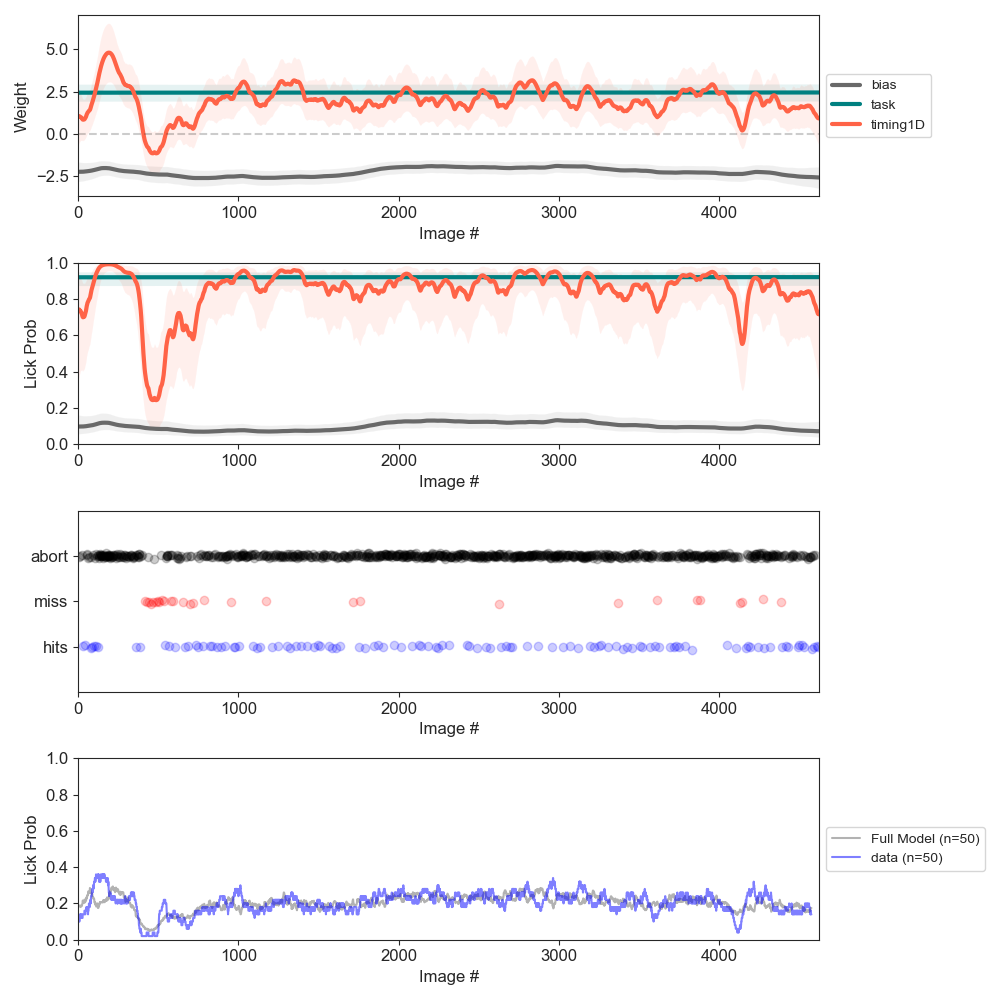 Weight
5.0
2.5
0.0
−2.5
0 1000 2000 3000 4000
Image #
bias
task
timing1D
Lick Prob
1.0
0.8
0.6
0.4
0.2
0.0
0 1000 2000 3000 4000
Image #
abort
miss
hits
0 1000 2000 3000 4000
Image #
Lick Prob
1.0
0.8
0.6
0.4
0.2
0.0
0 1000 2000 3000 4000
Image #
Full Model (n=50)
data (n=50)